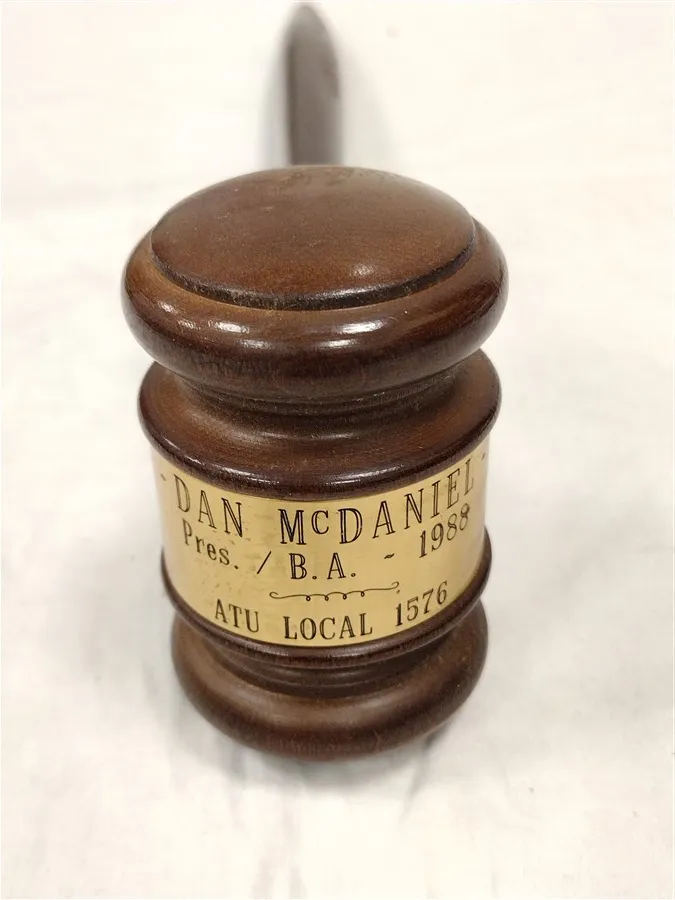 - DAN McDANIEL -
Pres. / B.A. ~ 1988
ATU LOCAL 1576